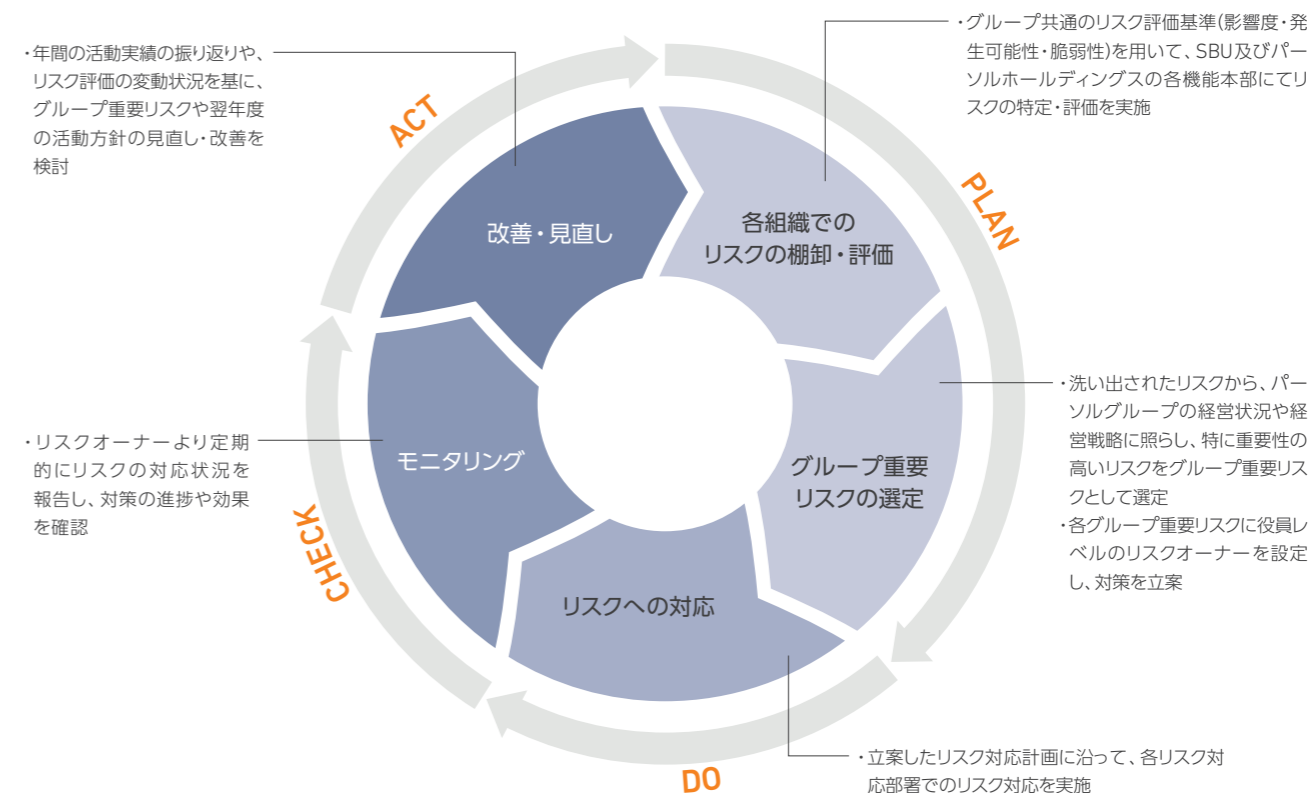 ・グループ共通のリスク評価基準(影響度・発
生可能性・脆弱性)を用いて、SBU及びパー
ソルホールディングスの各機能本部にてリ
スクの特定・評価を実施
・年間の活動実績の振り返りや、
リスク評価の変動状況を基に、
グループ重要リスクや翌年度
の活動方針の見直し・改善を
検討
ACT
PLAN
改善・見直し
各組織での
リスクの棚卸・評価
・洗い出されたリスクから、パー
ソルグループの経営状況や経
営戦略に照らし、特に重要性の
高いリスクをグループ重要リス
クとして選定
・各グループ重要リスクに役員レ
ベルのリスクオーナーを設定
し、対策を立案
・リスクオーナーより定期
的にリスクの対応状況を
報告し、対策の進捗や効果
を確認
モニタリング
グループ重要
リスクの選定
CHECK
リスクへの対応
DO
・立案したリスク対応計画に沿って、各リスク対
応部署でのリスク対応を実施